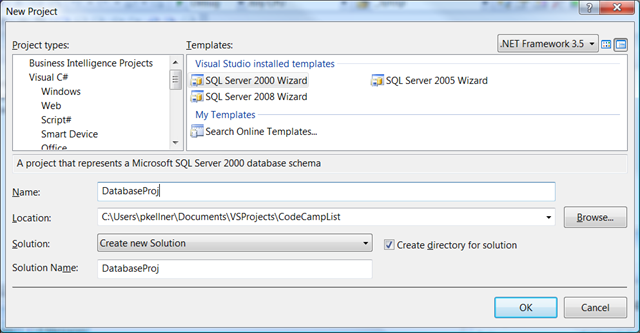 New Project
Project types:
Templates:
.NET Framework 3.5
Business Intelligence Projects
Visual C#
Windows
Web
Script#
Smart Device
Office
Visual Studio installed templates
SQL Server 2000 Wizard
SQL Server 2005 Wizard
SQL Server 2008 Wizard
My Templates
Search Online Templates...
A project that represents a Microsoft SQL Server 2000 database schema
Name:
DatabaseProj
Location:
C:\Users\pkellner\Documents\VSProjects\CodeCampList
Browse...
Solution:
Create new Solution
Create directory for solution
Solution Name:
DatabaseProj
OK
Cancel